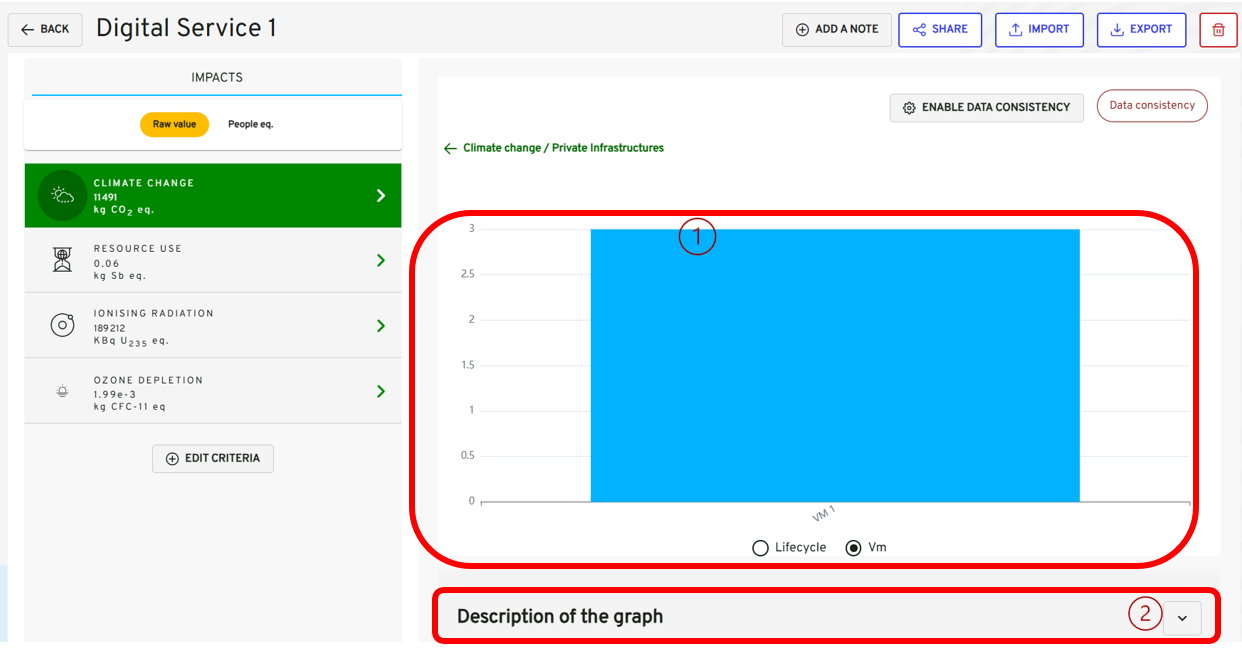 BACK
Digital Service 1
ADD A NOTE
SHARE
IMPORT
EXPORT
IMPACTS
Raw value
People eq.
CLIMATE CHANGE
11491
kg CO2 eq.
RESOURCE USE
0.06
kg Sb eq.
IONISING RADIATION
189212
KBq U235 eq.
OZONE DEPLETION
1.99e-3
kg CFC-11 eq
EDIT CRITERIA
ENABLE DATA CONSISTENCY
Data consistency
Climate change / Private Infrastructures
1
3
2.5
2
1.5
1
0.5
0
VM 1
Lifecycle
Vm
Description of the graph
2